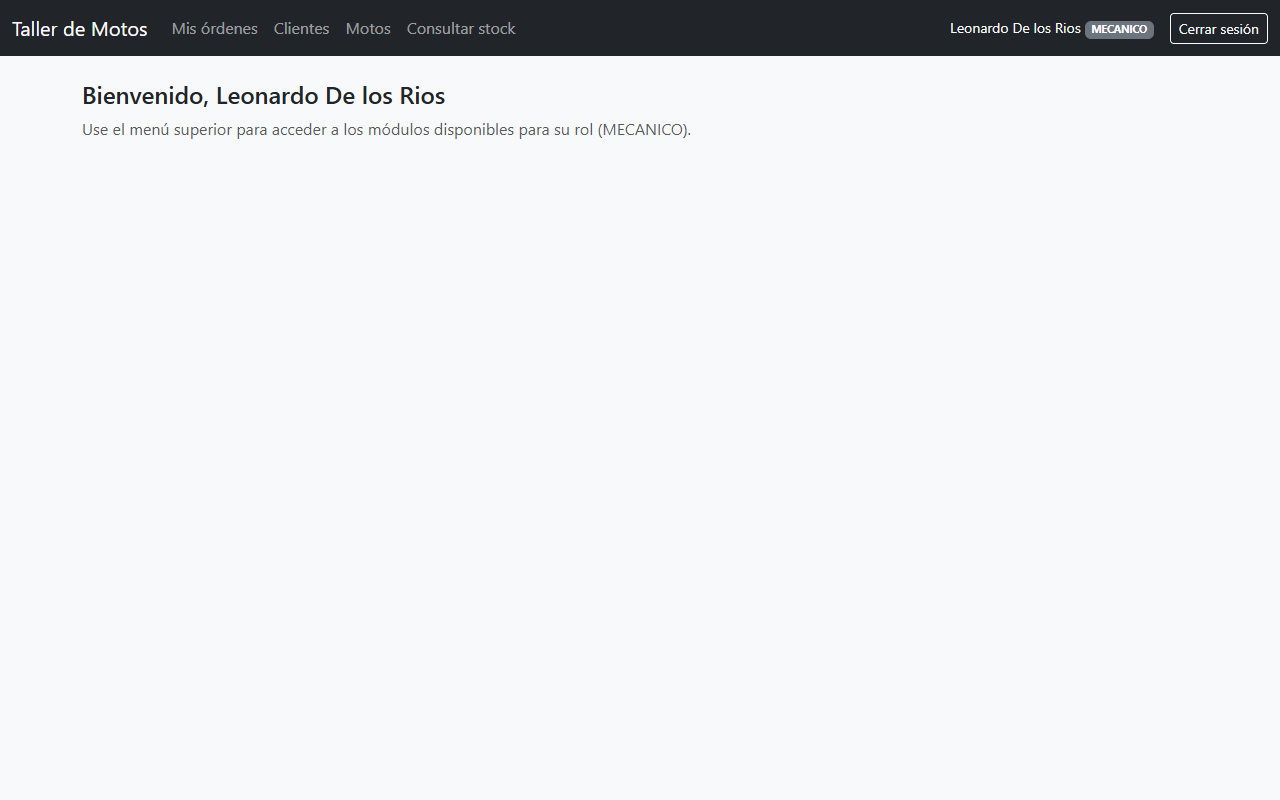 Taller de Motos Mis órdenes Clientes Motos Consultar stock Leonardo De los Rios MECANICO Cerrar sesión
Bienvenido, Leonardo De los Rios
Use el menú superior para acceder a los módulos disponibles para su rol (MECANICO).